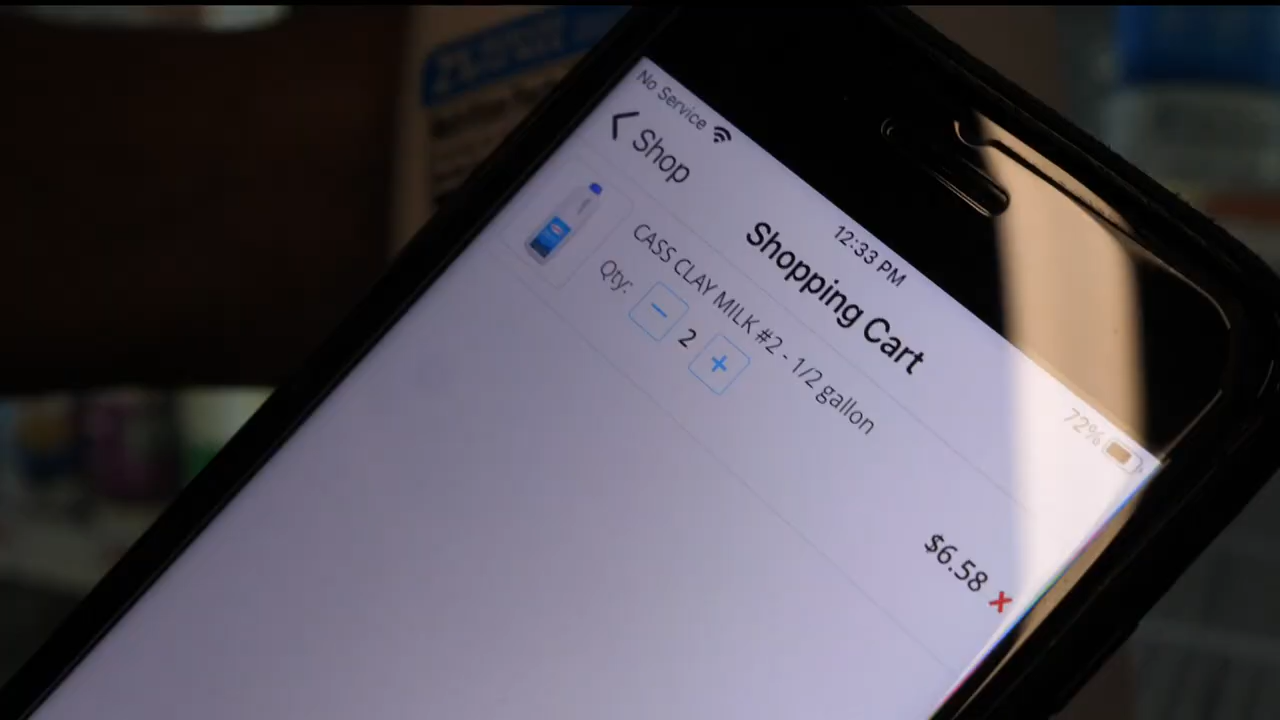 No Service
12:33 PM
72%
Shop
Shopping Cart
CASS CLAY MILK #2 - 1/2 gallon
Qty:
2
$6.58